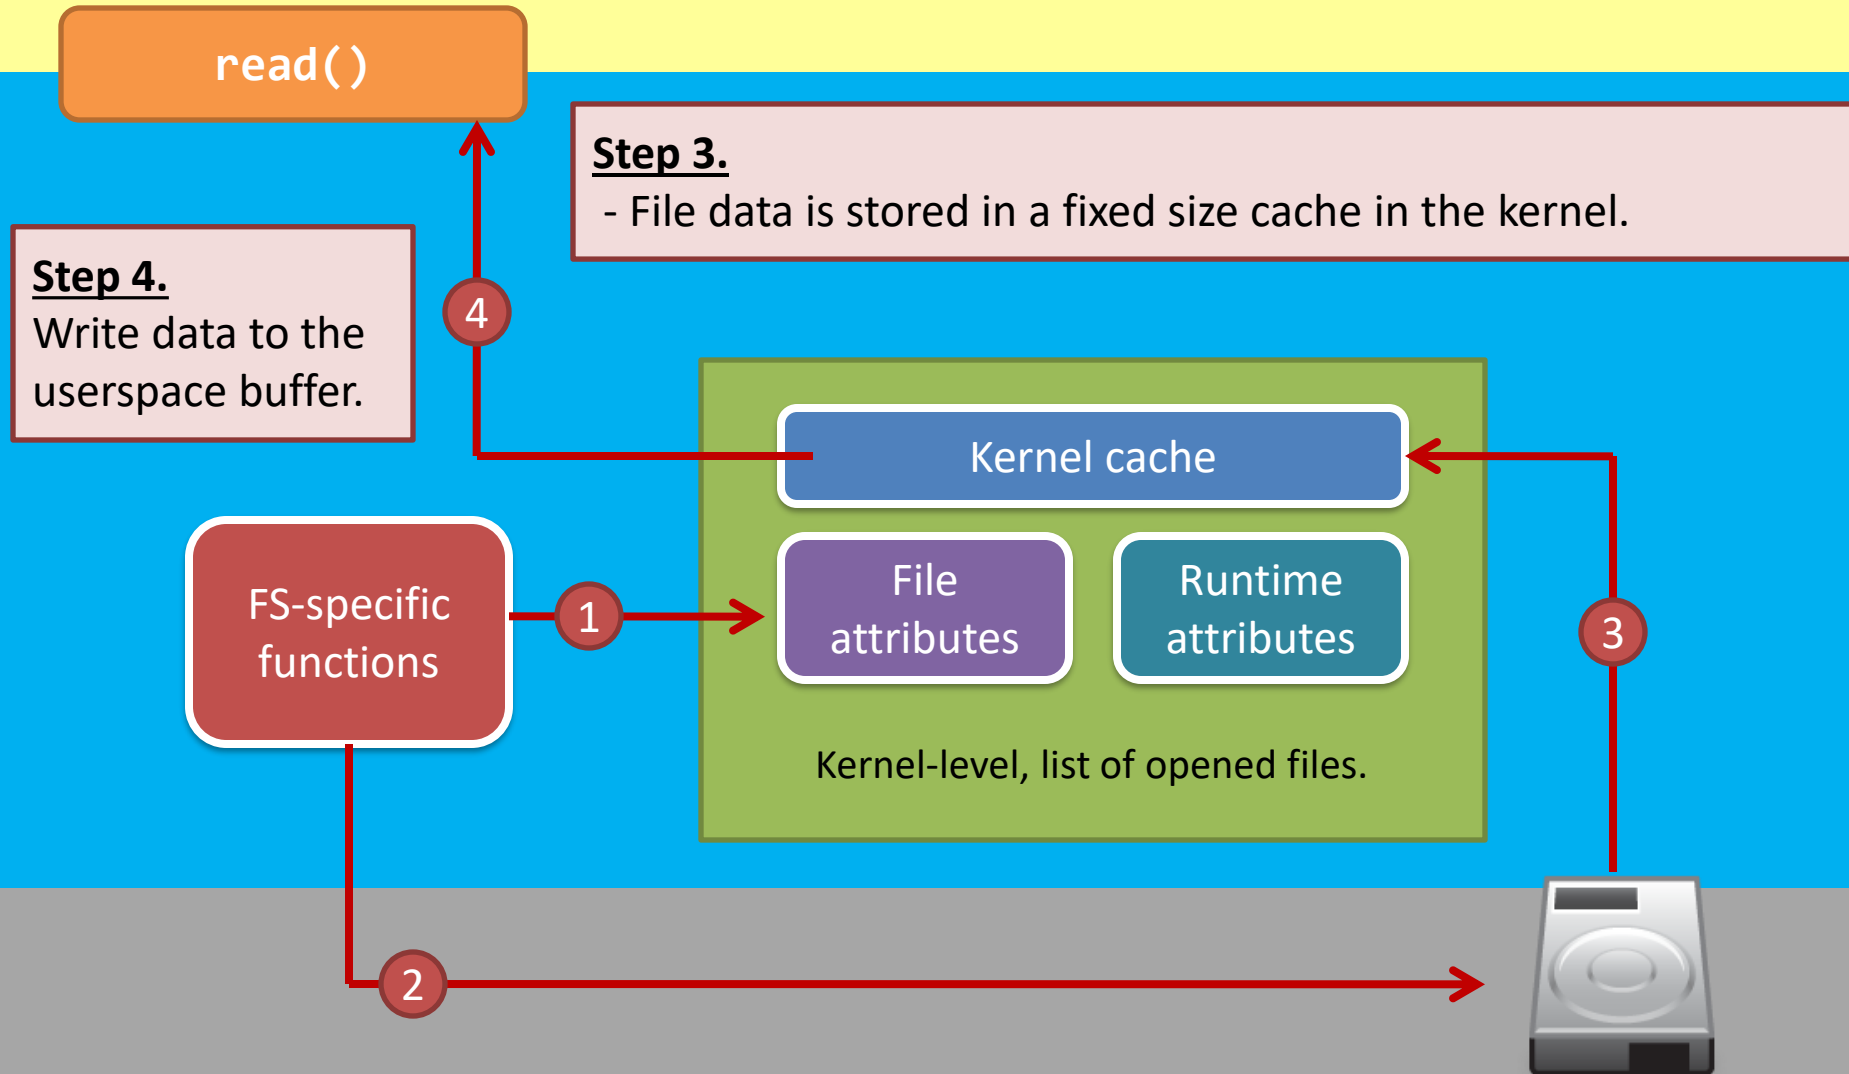 read()
Step 3.
- File data is stored in a fixed size cache in the kernel.
Step 4.
Write data to the
userspace buffer.
4
Kernel cache
FS-specific
functions
1
File
attributes
Runtime
attributes
3
Kernel-level, list of opened files.
2